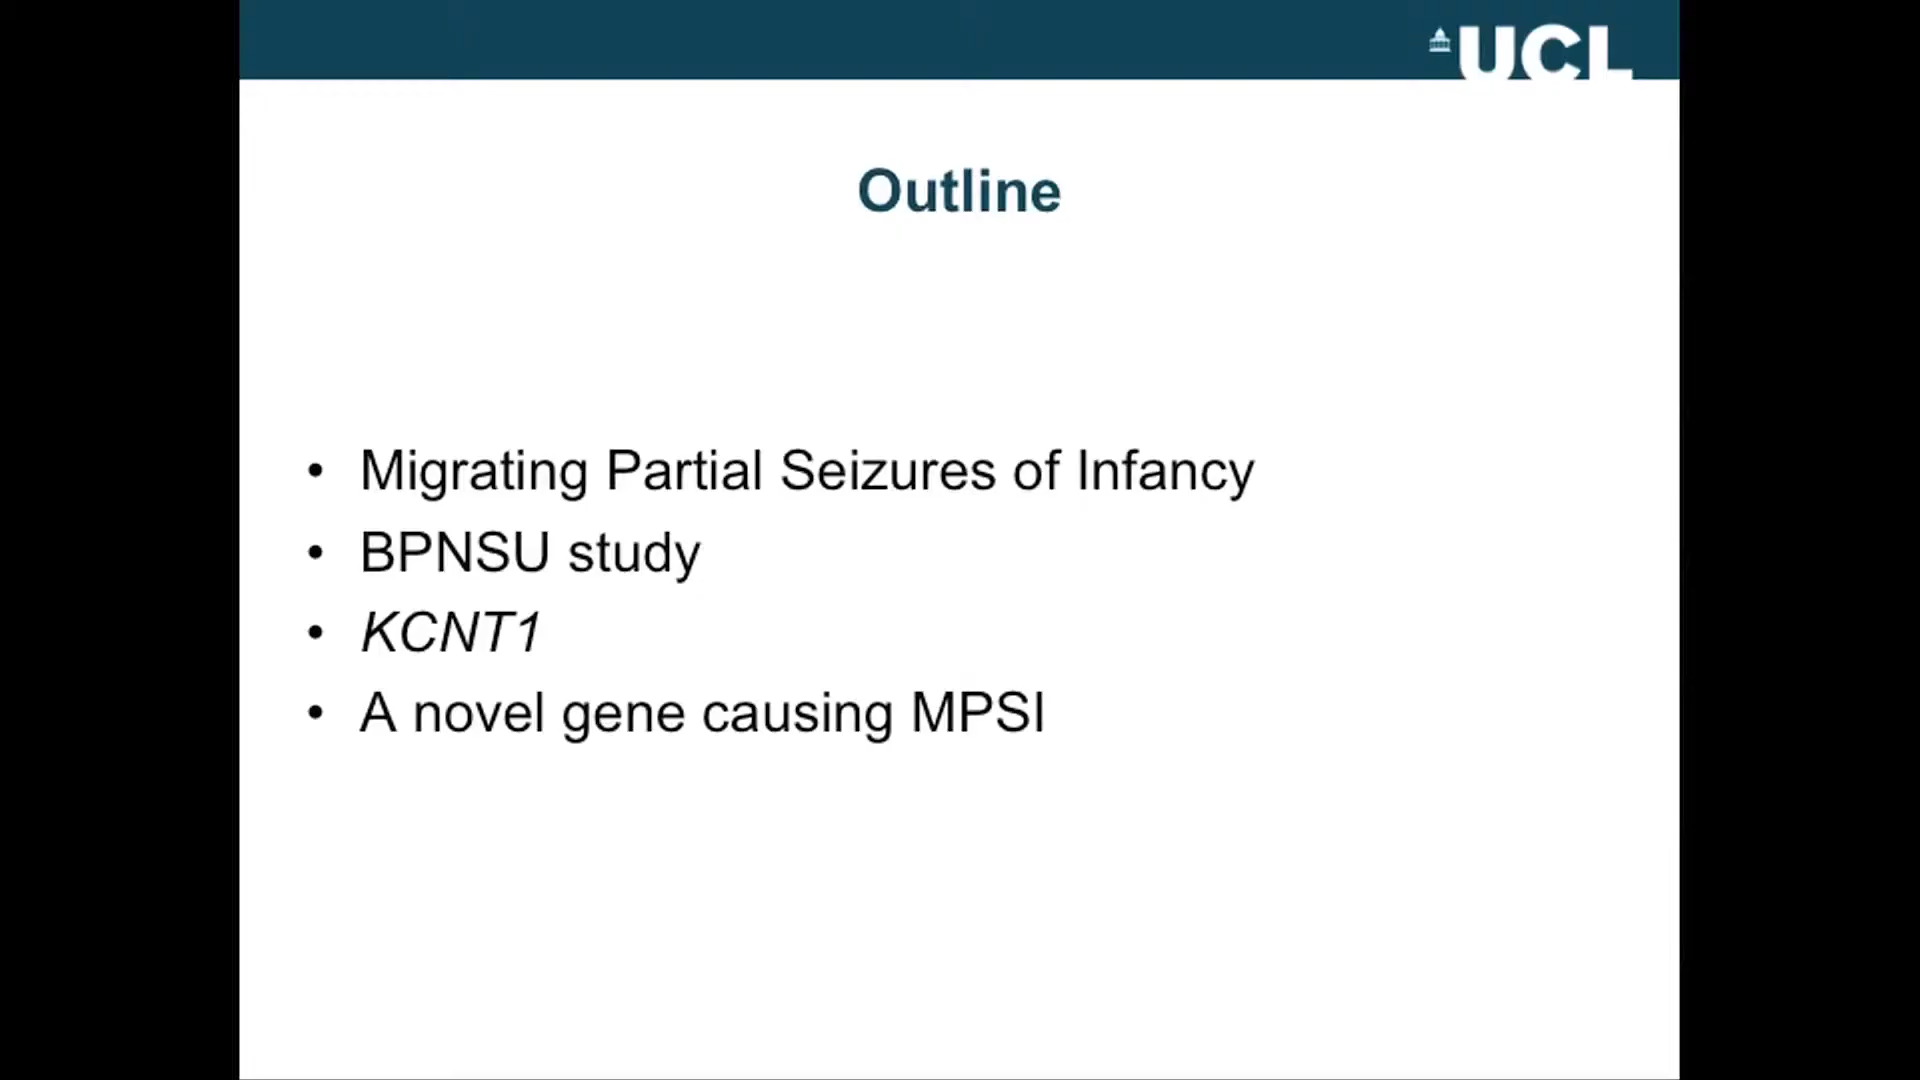 UCL
Outline
• Migrating Partial Seizures of Infancy
• BPNSU study
• KCNT1
• A novel gene causing MPSI